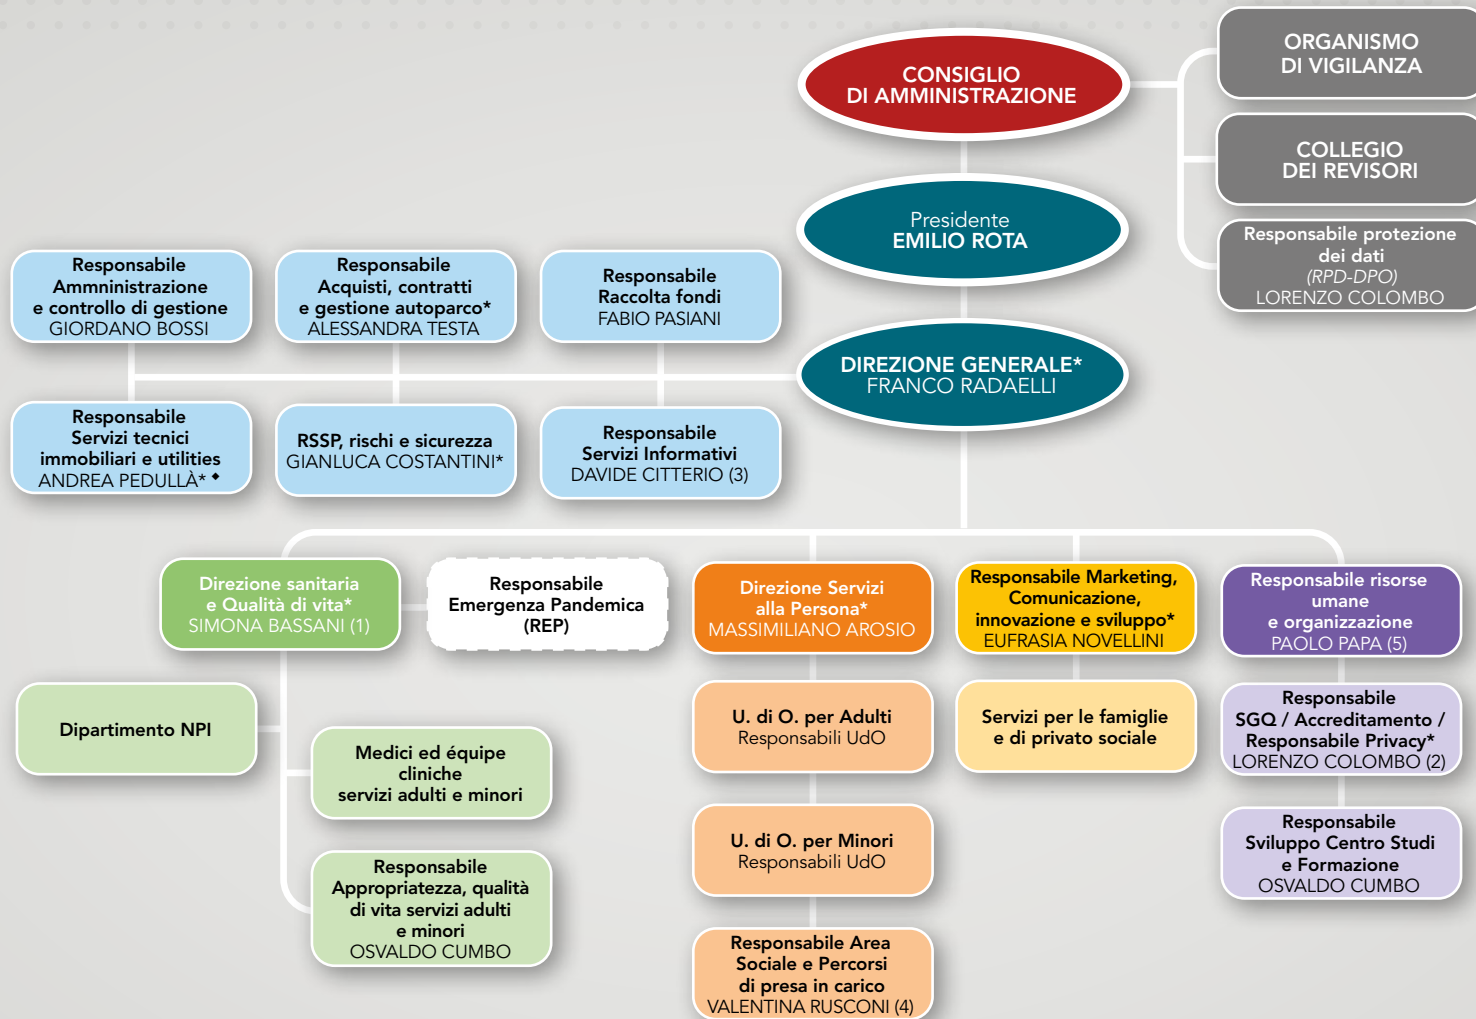 CONSIGLIO
DI AMMINISTRAZIONE
ORGANISMO
DI VIGILANZA
COLLEGIO
DEI REVISORI
Responsabile protezione
dei dati
(RPD-DPO)
LORENZO COLOMBO
Presidente
EMILIO ROTA
DIREZIONE GENERALE*
FRANCO RADAELLI
Responsabile
Ammninistrazione
e controllo di gestione
GIORDANO BOSSI
Responsabile
Acquisti, contratti
e gestione autoparco*
ALESSANDRA TESTA
Responsabile
Raccolta fondi
FABIO PASIANI
Responsabile
Servizi tecnici
immobiliari e utilities
ANDREA PEDULLÀ* ◆
RSSP, rischi e sicurezza
GIANLUCA COSTANTINI*
Responsabile
Servizi Informativi
DAVIDE CITTERIO (3)
Direzione sanitaria
e Qualità di vita*
SIMONA BASSANI (1)
Responsabile
Emergenza Pandemica
(REP)
Direzione Servizi
alla Persona*
MASSIMILIANO AROSIO
Responsabile Marketing,
Comunicazione,
innovazione e sviluppo*
EUFRASIA NOVELLINI
Responsabile risorse
umane
e organizzazione
PAOLO PAPA (5)
Dipartimento NPI
Medici ed équipe
cliniche
servizi adulti e minori
Responsabile
Appropriatezza, qualità
di vita servizi adulti
e minori
OSVALDO CUMBO
U. di O. per Adulti
Responsabili UdO
U. di O. per Minori
Responsabili UdO
Responsabile Area
Sociale e Percorsi
di presa in carico
VALENTINA RUSCONI (4)
Servizi per le famiglie
e di privato sociale
Responsabile
SGQ / Accreditamento /
Responsabile Privacy*
LORENZO COLOMBO (2)
Responsabile
Sviluppo Centro Studi
e Formazione
OSVALDO CUMBO